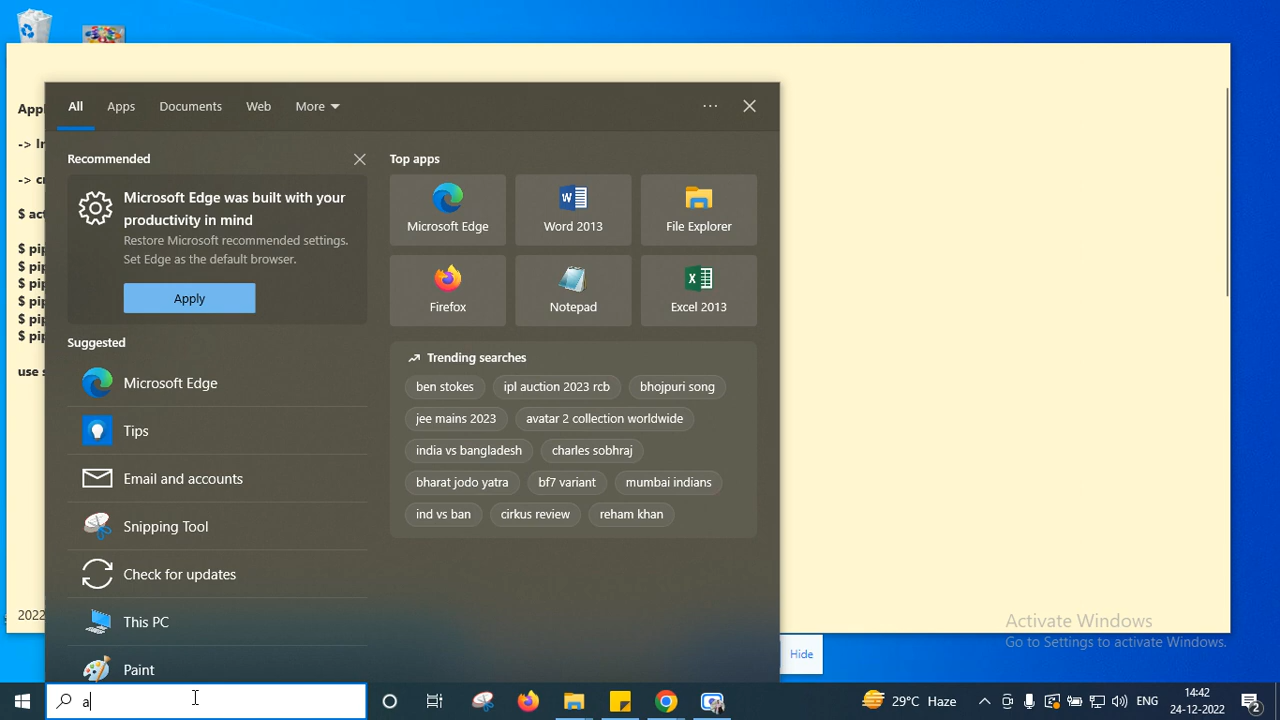 All Apps Documents Web More ...
Recommended
Microsoft Edge was built with your
productivity in mind
Restore Microsoft recommended settings.
Set Edge as the default browser.
Apply
Suggested
Microsoft Edge
Tips
Email and accounts
Snipping Tool
Check for updates
This PC
Paint
Top apps
Microsoft Edge Word 2013 File Explorer
Firefox Notepad Excel 2013
Trending searches
ben stokes ipl auction 2023 rcb bhojpuri song
jee mains 2023 avatar 2 collection worldwide
india vs bangladesh charles sobhraj
bharat jodo yatra bf7 variant mumbai indians
ind vs ban cirkus review reham khan
->
->
$
$
$
$
$
$
$
use
2022
Activate Windows
Go to Settings to activate Windows.
Hide
a
29°C Haze
ENG
14:42
24-12-2022
2